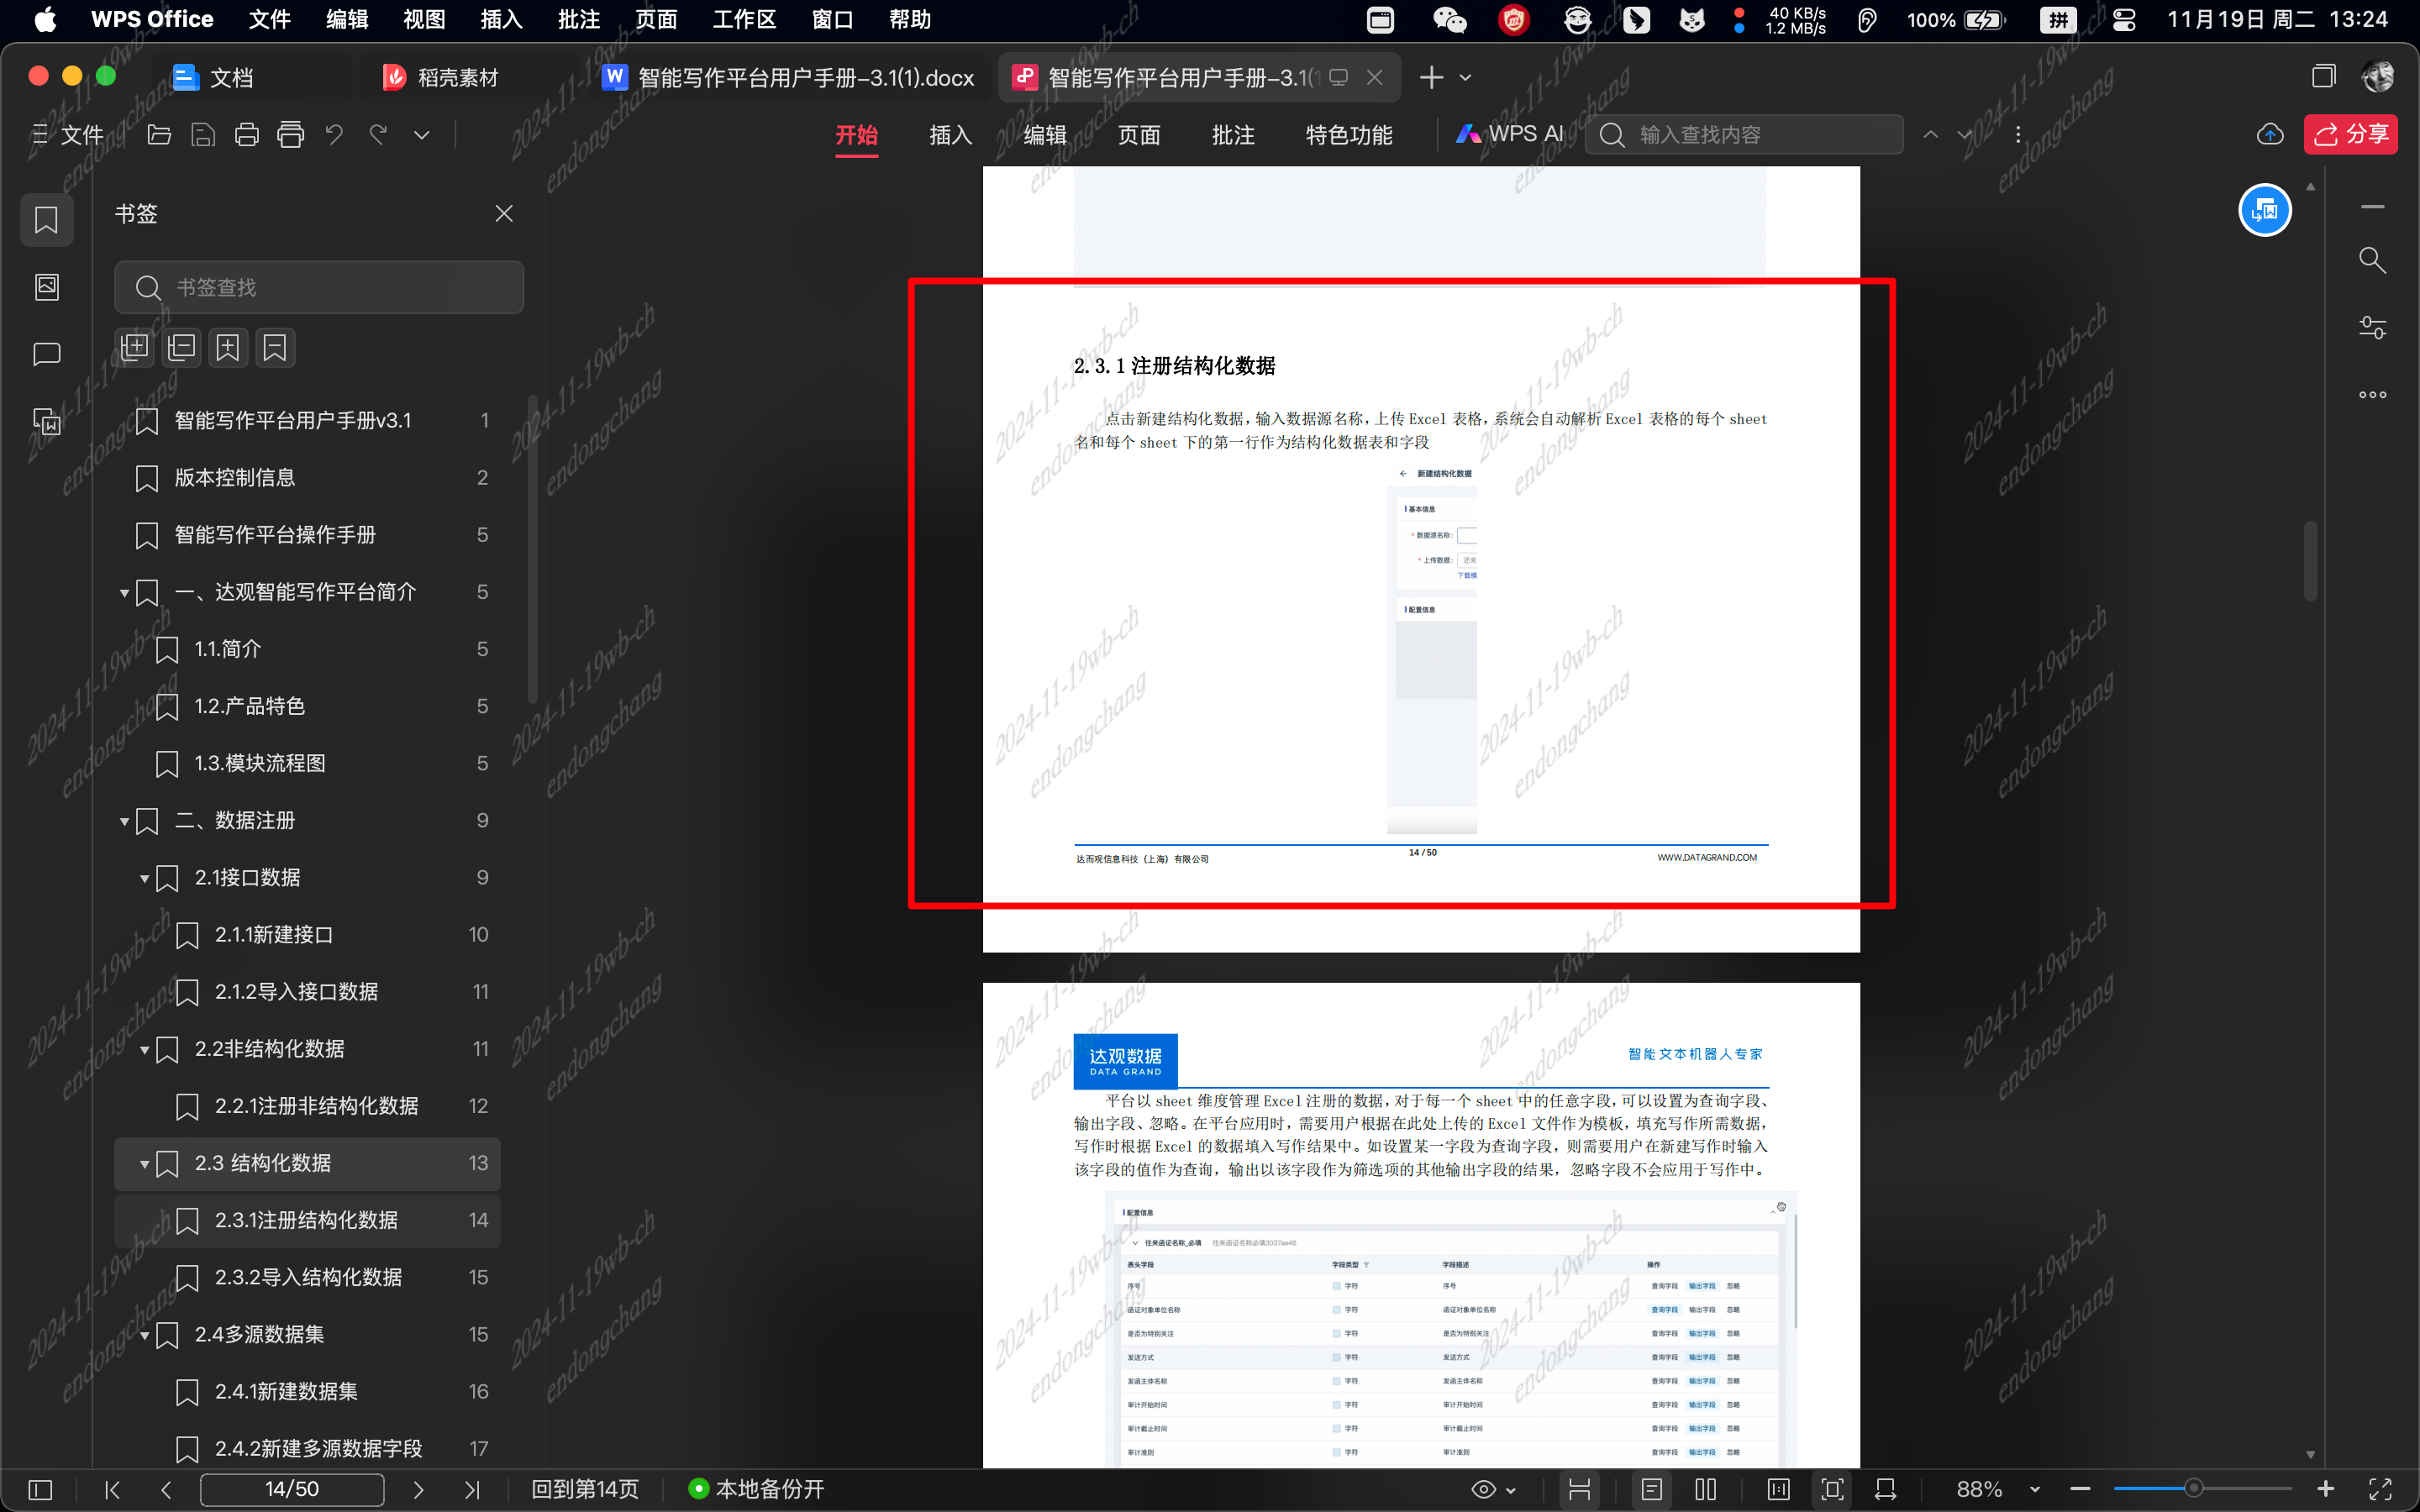 WPS Office 文件 编辑 视图 插入 批注 页面 工作区 窗口 帮助 40 KB/s 1.2 MB/s 100% 拼 11月19日 周二 13:24
文档 稻壳素材 智能写作平台用户手册-3.1(1).docx 智能写作平台用户手册-3.1(1
文件 开始 插入 编辑 页面 批注 特色功能 WPS AI 输入查找内容 分享
书签
书签查找
智能写作平台用户手册v3.1 1
版本控制信息 2
智能写作平台操作手册 5
一、达观智能写作平台简介 5
1.1.简介 5
1.2.产品特色 5
1.3.模块流程图 5
二、数据注册 9
2.1接口数据 9
2.1.1新建接口 10
2.1.2导入接口数据 11
2.2非结构化数据 11
2.2.1注册非结构化数据 12
2.3 结构化数据 13
2.3.1注册结构化数据 14
2.3.2导入结构化数据 15
2.4多源数据集 15
2.4.1新建数据集 16
2.4.2新建多源数据字段 17
2.3.1注册结构化数据
点击新建结构化数据，输入数据源名称，上传 Excel 表格，系统会自动解析 Excel 表格的每个 sheet
名和每个 sheet 下的第一行作为结构化数据表和字段
新建结构化数据
基本信息
* 数据源名称：
* 上传数据： 还未
下载模
配置信息
达而观信息科技（上海）有限公司 14 / 50 WWW.DATAGRAND.COM
达观数据
DATA GRAND
智能文本机器人专家
平台以 sheet 维度管理 Excel 注册的数据，对于每一个 sheet 中的任意字段，可以设置为查询字段、
输出字段、忽略。在平台应用时，需要用户根据在此处上传的 Excel 文件作为模板，填充写作所需数据，
写作时根据 Excel 的数据填入写作结果中。如设置某一字段为查询字段，则需要用户在新建写作时输入
该字段的值作为查询，输出以该字段作为筛选项的其他输出字段的结果，忽略字段不会应用于写作中。
配置信息
往来函证名称_必填 往来函证名称必填3037ae46
表头字段 字段类型 字段描述 操作
序号 字符 序号 查询字段 输出字段 忽略
函证对象单位名称 字符 函证对象单位名称 查询字段 输出字段 忽略
是否为特别关注 字符 是否为特别关注 查询字段 输出字段 忽略
发送方式 字符 发送方式 查询字段 输出字段 忽略
发函主体名称 字符 发函主体名称 查询字段 输出字段 忽略
审计开始时间 字符 审计开始时间 查询字段 输出字段 忽略
审计截止时间 字符 审计截止时间 查询字段 输出字段 忽略
审计准则 字符 审计准则 查询字段 输出字段 忽略
14/50 回到第14页 本地备份开 88%
2024-11-19wb-ch
endongchang